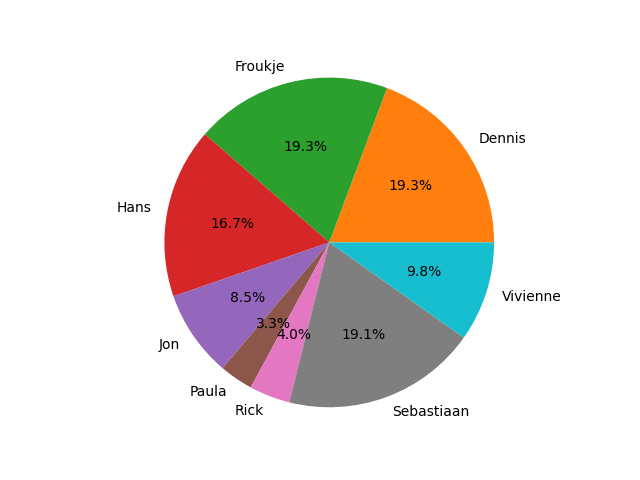 Froukje
Dennis
19.3%
19.3%
Hans
16.7%
9.8%
Vivienne
8.5%
3.3%
4.0%
19.1%
Jon
Paula
Rick
Sebastiaan